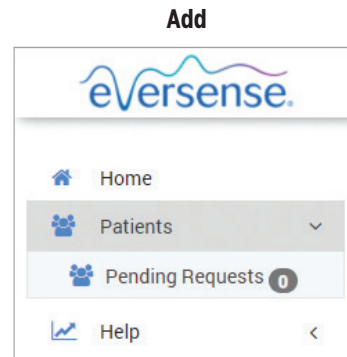 Add
eversense.
Home
Patients
Pending Requests 0
Help